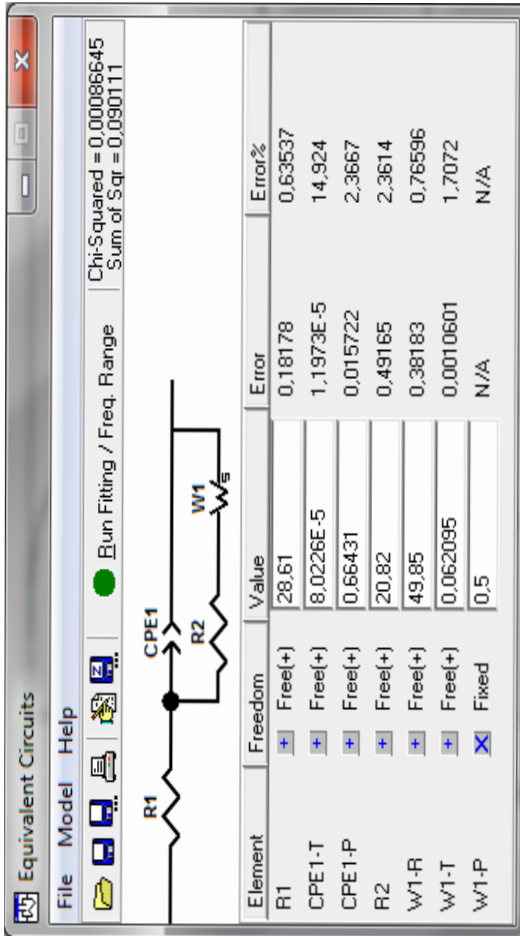 Equivalent Circuits
File Model Help
Run Fitting / Freq. Range
Chi-Squared = 0,00086645
Sum of Sqr = 0,090111
R1
CPE1
R2
W1
s
Element Freedom Value Error Error%
R1 Free(+) 28,61 0,18178 0,63537
CPE1-T Free(+) 8,0226E-5 1,1973E-5 14,924
CPE1-P Free(+) 0,66431 0,015722 2,3667
R2 Free(+) 20,82 0,49165 2,3614
W1-R Free(+) 49,85 0,38183 0,76596
W1-T Free(+) 0,062095 0,0010601 1,7072
W1-P Fixed 0,5 N/A N/A